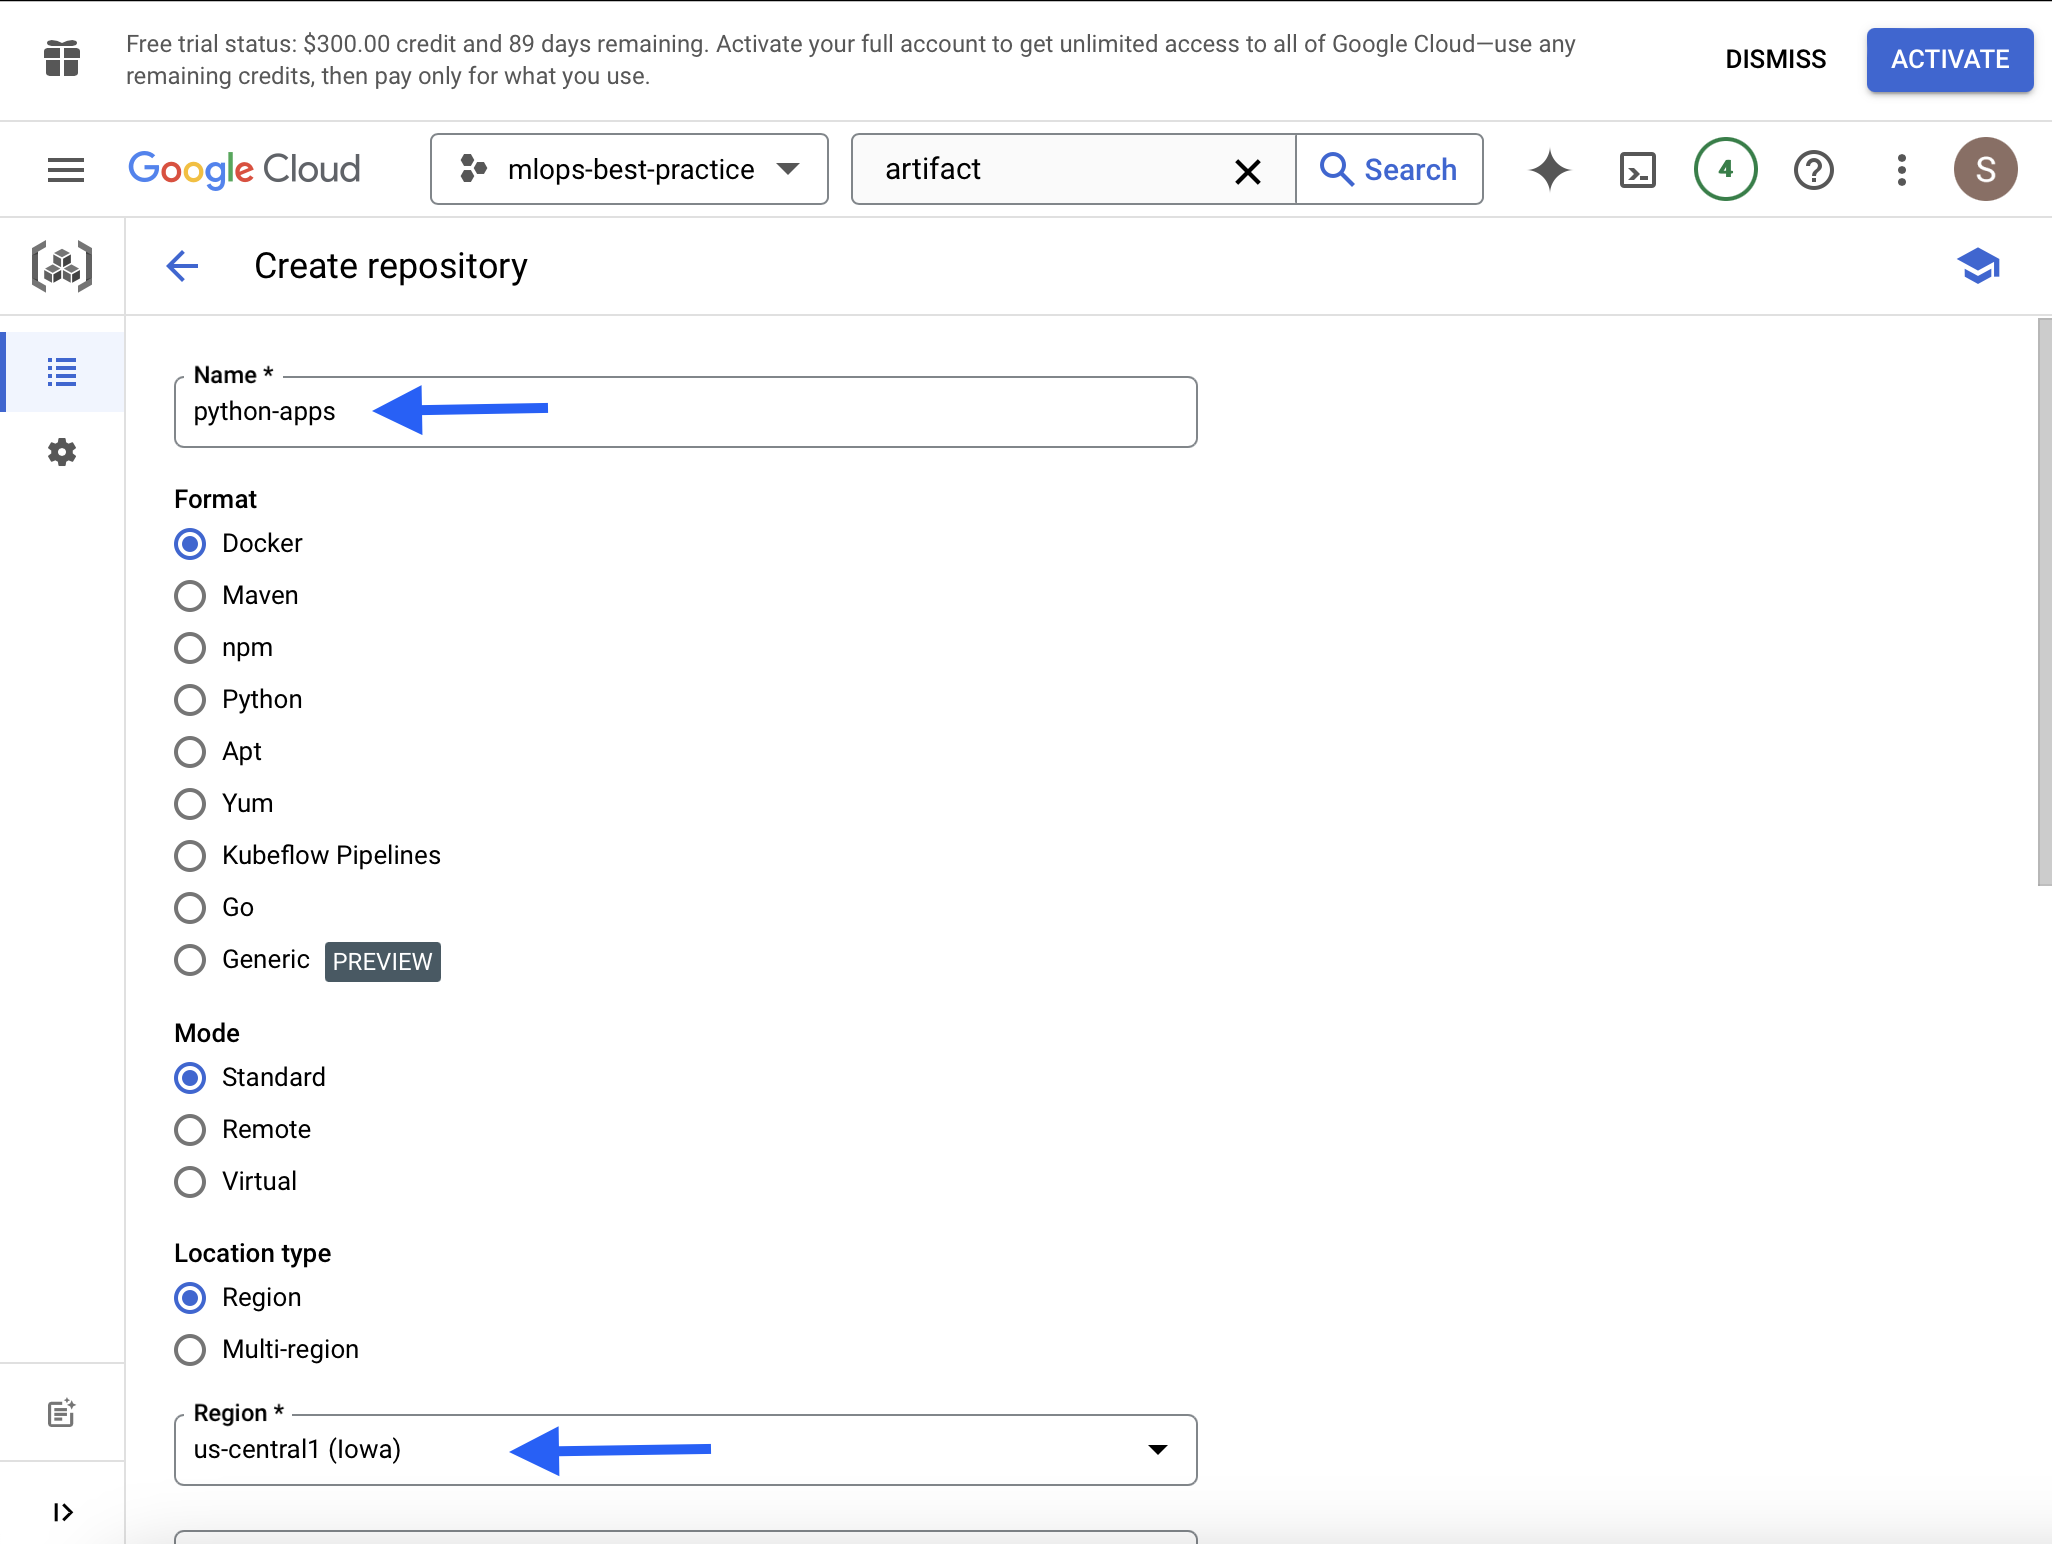 Free trial status: $300.00 credit and 89 days remaining. Activate your full account to get unlimited access to all of Google Cloud—use any
remaining credits, then pay only for what you use.
DISMISS
ACTIVATE
Google Cloud
mlops-best-practice
artifact
Search
4
S
Create repository
Name *
python-apps
Format
Docker
Maven
npm
Python
Apt
Yum
Kubeflow Pipelines
Go
Generic PREVIEW
Mode
Standard
Remote
Virtual
Location type
Region
Multi-region
Region *
us-central1 (Iowa)